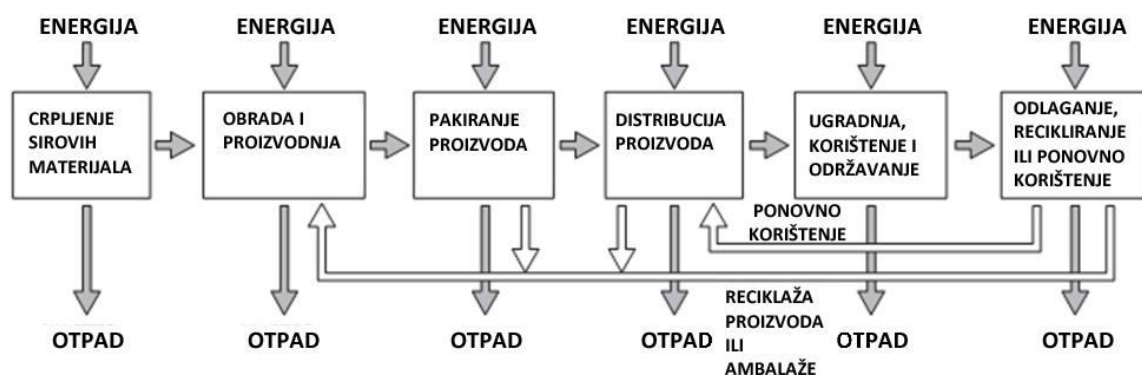 ENERGIJA
ENERGIJA
ENERGIJA
ENERGIJA
ENERGIJA
ENERGIJA
CRPLJENJE
SIROVIH
MATERIJALA
OBRADA I
PROIZVODNJA
PAKIRANJE
PROIZVODA
DISTRIBUCIJA
PROIZVODA
UGRADNJA,
KORIŠTENJE I
ODRŽAVANJE
ODLAGANJE,
RECIKLIRANJE
ILI PONOVNO
KORIŠTENJE
PONOVNO
KORIŠTENJE
RECIKLAŽA
PROIZVODA
ILI
AMBALAŽE
OTPAD
OTPAD
OTPAD
OTPAD
OTPAD
OTPAD